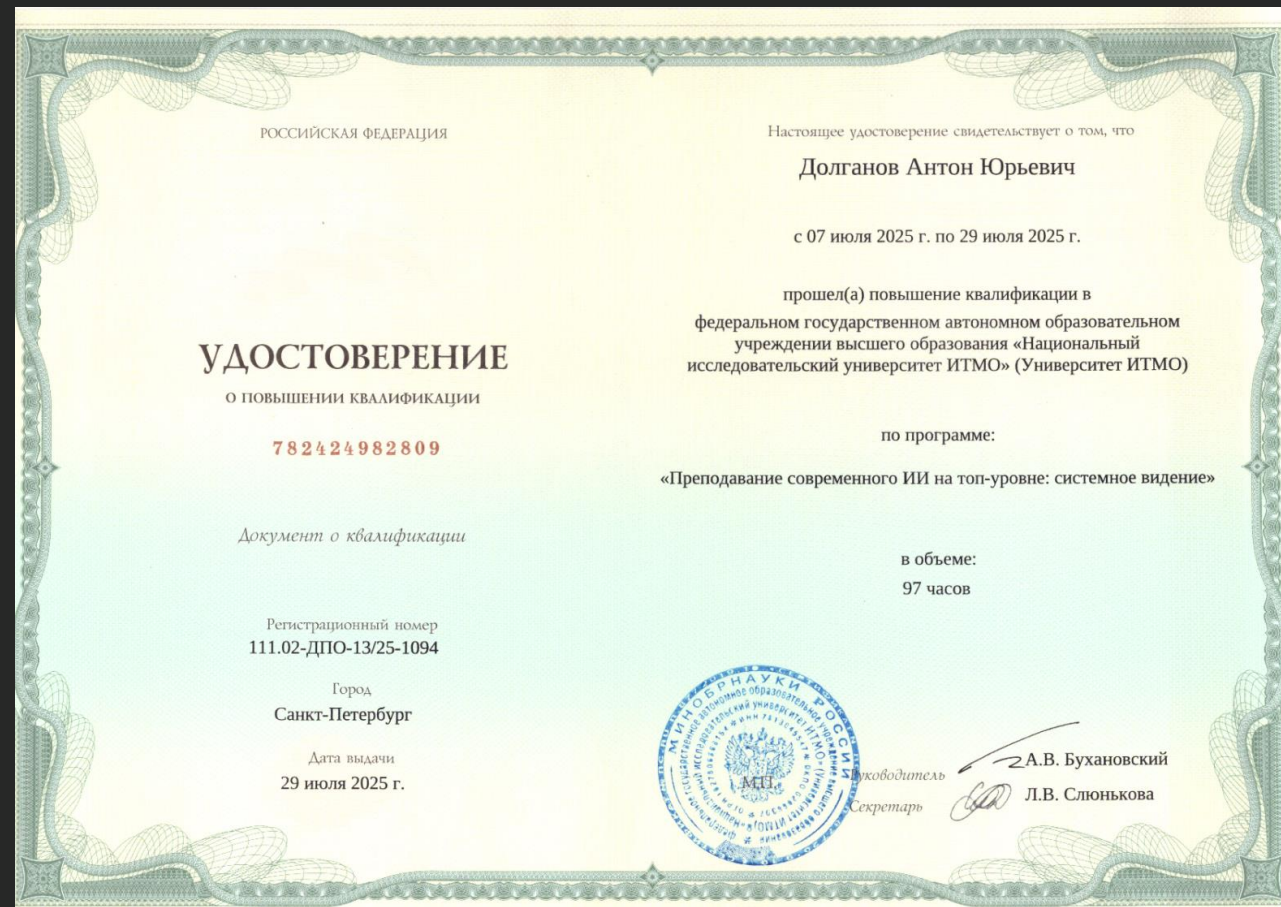 РОССИЙСКАЯ ФЕДЕРАЦИЯ
УДОСТОВЕРЕНИЕ
О ПОВЫШЕНИИ КВАЛИФИКАЦИИ
782424982809
Документ о квалификации
Регистрационный номер
111.02-ДПО-13/25-1094
Город
Санкт-Петербург
Дата выдачи
29 июля 2025 г.
Настоящее удостоверение свидетельствует о том, что
Долганов Антон Юрьевич
с 07 июля 2025 г. по 29 июля 2025 г.
прошел(а) повышение квалификации в
федеральном государственном автономном образовательном
учреждении высшего образования «Национальный
исследовательский университет ИТМО» (Университет ИТМО)
по программе:
«Преподавание современного ИИ на топ-уровне: системное видение»
в объеме:
97 часов
МИНОБРНАУКИ РОССИИ
М.П.
Руководитель
А.В. Бухановский
Секретарь
Л.В. Слюнькова